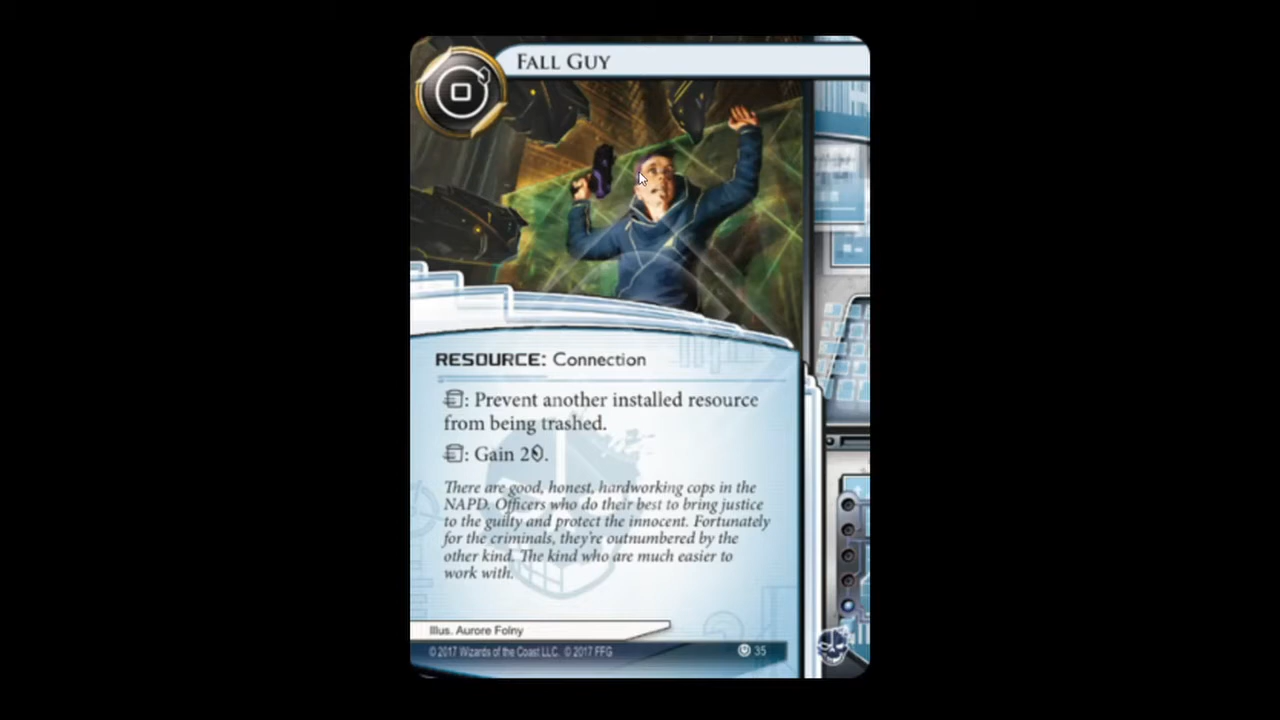 FALL GUY
RESOURCE: Connection
: Prevent another installed resource
from being trashed.
: Gain 2.
There are good, honest, hardworking cops in the
NAPD. Officers who do their best to bring justice
to the guilty and protect the innocent. Fortunately
for the criminals, they're outnumbered by the
other kind. The kind who are much easier to
work with.
Illus. Aurore Folny
© 2017 Wizards of the Coast LLC. © 2017 FFG 35